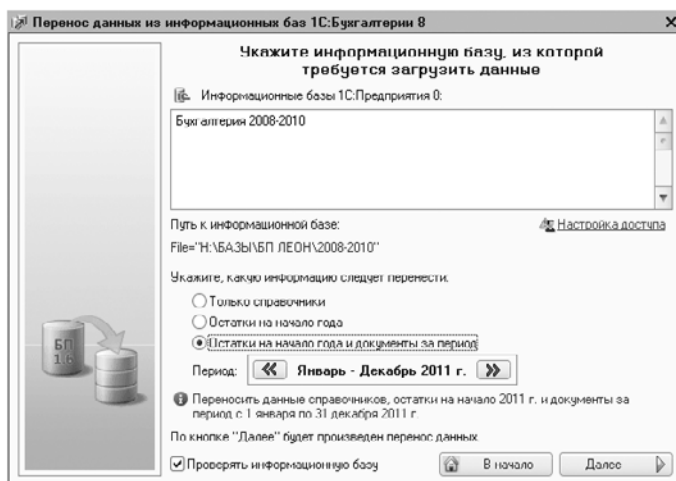 Перенос данных из информационных баз 1С:Бухгалтерии 8
Укажите информационную базу, из которой
требуется загрузить данные
Информационные базы 1С:Предприятия 8:
Бухгалтерия 2008-2010
Путь к информационной базе:
Настройка доступа
File="H:\БАЗЫ\БП ЛЕОН\2008-2010"
Укажите, какую информацию следует перенести:
Только справочники
Остатки на начало года
Остатки на начало года и документы за период
Период:
Январь - Декабрь 2011 г.
БП
1.6
Переносить данные справочников, остатки на начало 2011 г. и документы за
период с 1 января по 31 декабря 2011 г.
По кнопке "Далее" будет произведен перенос данных
Проверять информационную базу
В начало
Далее